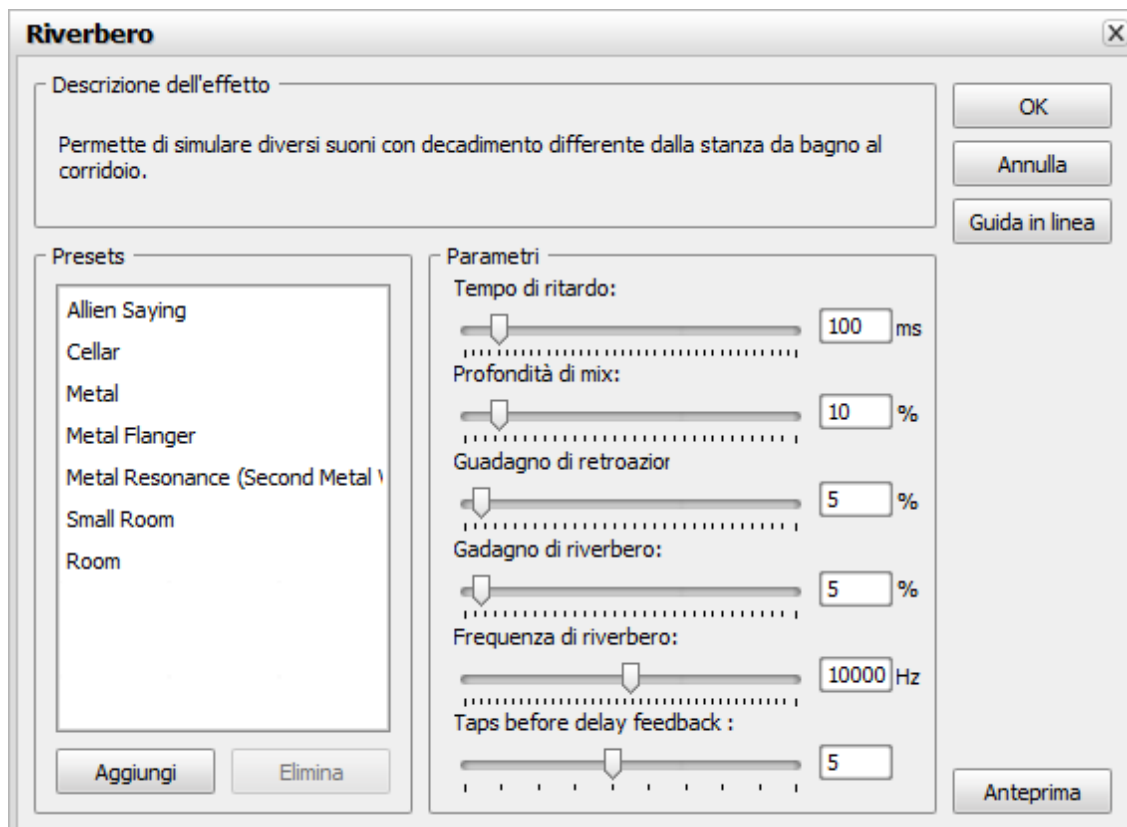 Riverbero
Descrizione dell'effetto
Permette di simulare diversi suoni con decadimento differente dalla stanza da bagno al
corridoio.
OK
Annulla
Guida in linea
Presets
Allien Saying
Cellar
Metal
Metal Flanger
Metal Resonance (Second Metal
Small Room
Room
Aggiungi
Elimina
Parametri
Tempo di ritardo:
100 ms
Profondità di mix:
10 %
Guadagno di retroazior
5 %
Gadagno di riverbero:
5 %
Frequenza di riverbero:
10000 Hz
Taps before delay feedback :
5
Anteprima